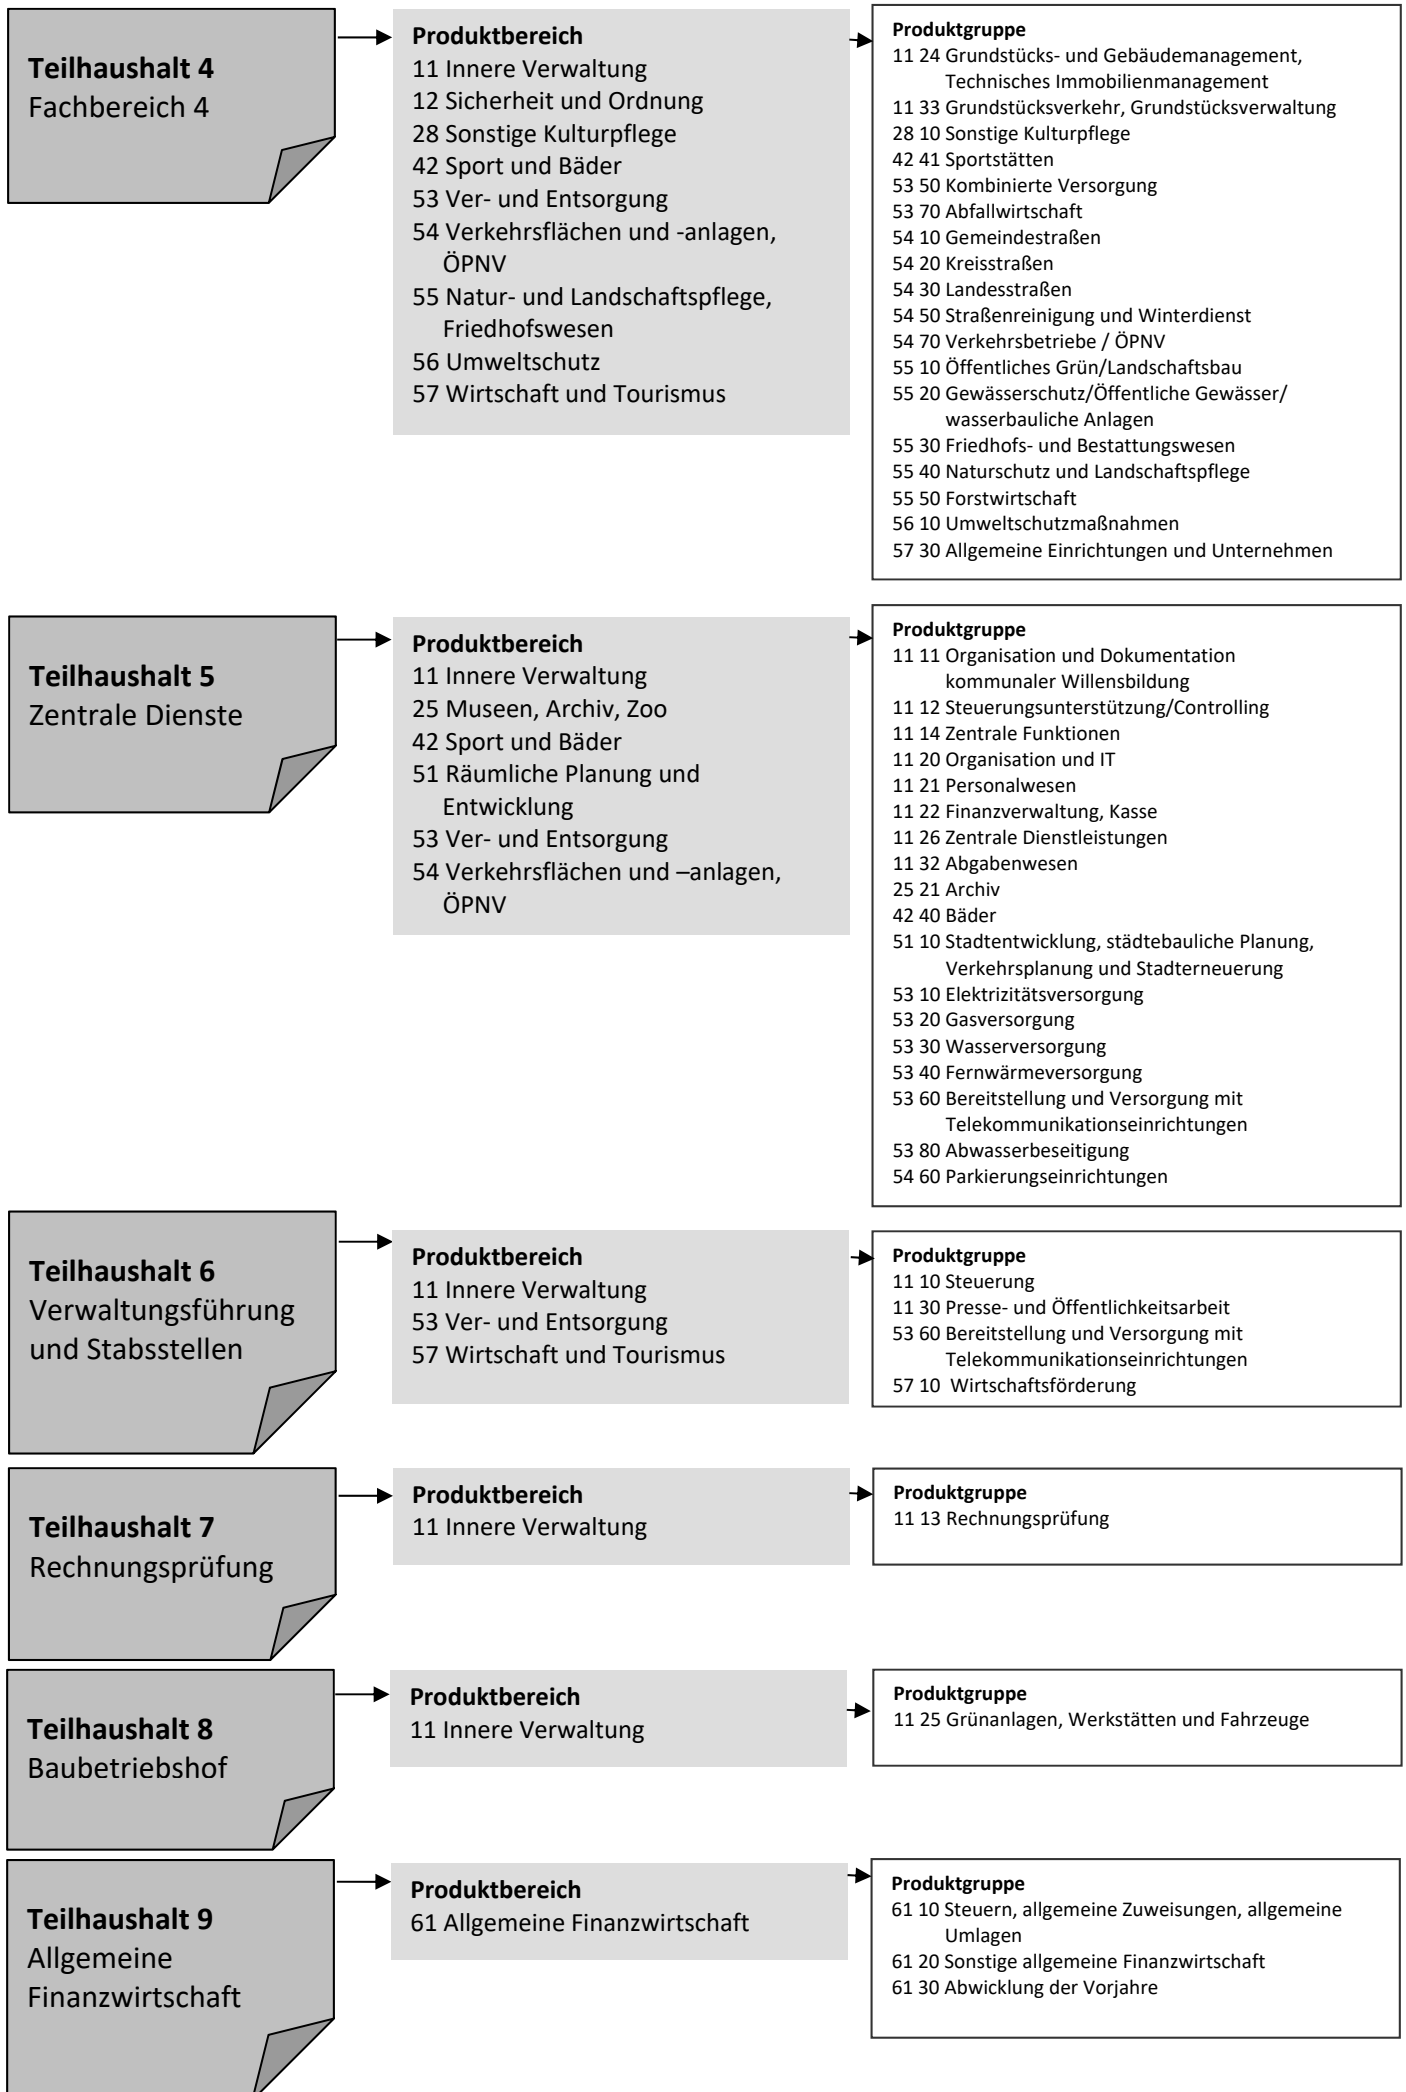 Teilhaushalt 4
Fachbereich 4
Produktbereich
11 Innere Verwaltung
12 Sicherheit und Ordnung
28 Sonstige Kulturpflege
42 Sport und Bäder
53 Ver- und Entsorgung
54 Verkehrsflächen und -anlagen,
ÖPNV
55 Natur- und Landschaftspflege,
Friedhofswesen
56 Umweltschutz
57 Wirtschaft und Tourismus
Produktgruppe
11 24 Grundstücks- und Gebäudemanagement,
Technisches Immobilienmanagement
11 33 Grundstücksverkehr, Grundstücksverwaltung
28 10 Sonstige Kulturpflege
42 41 Sportstätten
53 50 Kombinierte Versorgung
53 70 Abfallwirtschaft
54 10 Gemeindestraßen
54 20 Kreisstraßen
54 30 Landesstraßen
54 50 Straßenreinigung und Winterdienst
54 70 Verkehrsbetriebe / ÖPNV
55 10 Öffentliches Grün/Landschaftsbau
55 20 Gewässerschutz/Öffentliche Gewässer/
wasserbauliche Anlagen
55 30 Friedhofs- und Bestattungswesen
55 40 Naturschutz und Landschaftspflege
55 50 Forstwirtschaft
56 10 Umweltschutzmaßnahmen
57 30 Allgemeine Einrichtungen und Unternehmen
Teilhaushalt 5
Zentrale Dienste
Produktbereich
11 Innere Verwaltung
25 Museen, Archiv, Zoo
42 Sport und Bäder
51 Räumliche Planung und
Entwicklung
53 Ver- und Entsorgung
54 Verkehrsflächen und –anlagen,
ÖPNV
Produktgruppe
11 11 Organisation und Dokumentation
kommunaler Willensbildung
11 12 Steuerungsunterstützung/Controlling
11 14 Zentrale Funktionen
11 20 Organisation und IT
11 21 Personalwesen
11 22 Finanzverwaltung, Kasse
11 26 Zentrale Dienstleistungen
11 32 Abgabenwesen
25 21 Archiv
42 40 Bäder
51 10 Stadtentwicklung, städtebauliche Planung,
Verkehrsplanung und Stadterneuerung
53 10 Elektrizitätsversorgung
53 20 Gasversorgung
53 30 Wasserversorgung
53 40 Fernwärmeversorgung
53 60 Bereitstellung und Versorgung mit
Telekommunikationseinrichtungen
53 80 Abwasserbeseitigung
54 60 Parkierungseinrichtungen
Teilhaushalt 6
Verwaltungsführung
und Stabsstellen
Produktbereich
11 Innere Verwaltung
53 Ver- und Entsorgung
57 Wirtschaft und Tourismus
Produktgruppe
11 10 Steuerung
11 30 Presse- und Öffentlichkeitsarbeit
53 60 Bereitstellung und Versorgung mit
Telekommunikationseinrichtungen
57 10 Wirtschaftsförderung
Teilhaushalt 7
Rechnungsprüfung
Produktbereich
11 Innere Verwaltung
Produktgruppe
11 13 Rechnungsprüfung
Teilhaushalt 8
Baubetriebshof
Produktbereich
11 Innere Verwaltung
Produktgruppe
11 25 Grünanlagen, Werkstätten und Fahrzeuge
Teilhaushalt 9
Allgemeine
Finanzwirtschaft
Produktbereich
61 Allgemeine Finanzwirtschaft
Produktgruppe
61 10 Steuern, allgemeine Zuweisungen, allgemeine
Umlagen
61 20 Sonstige allgemeine Finanzwirtschaft
61 30 Abwicklung der Vorjahre